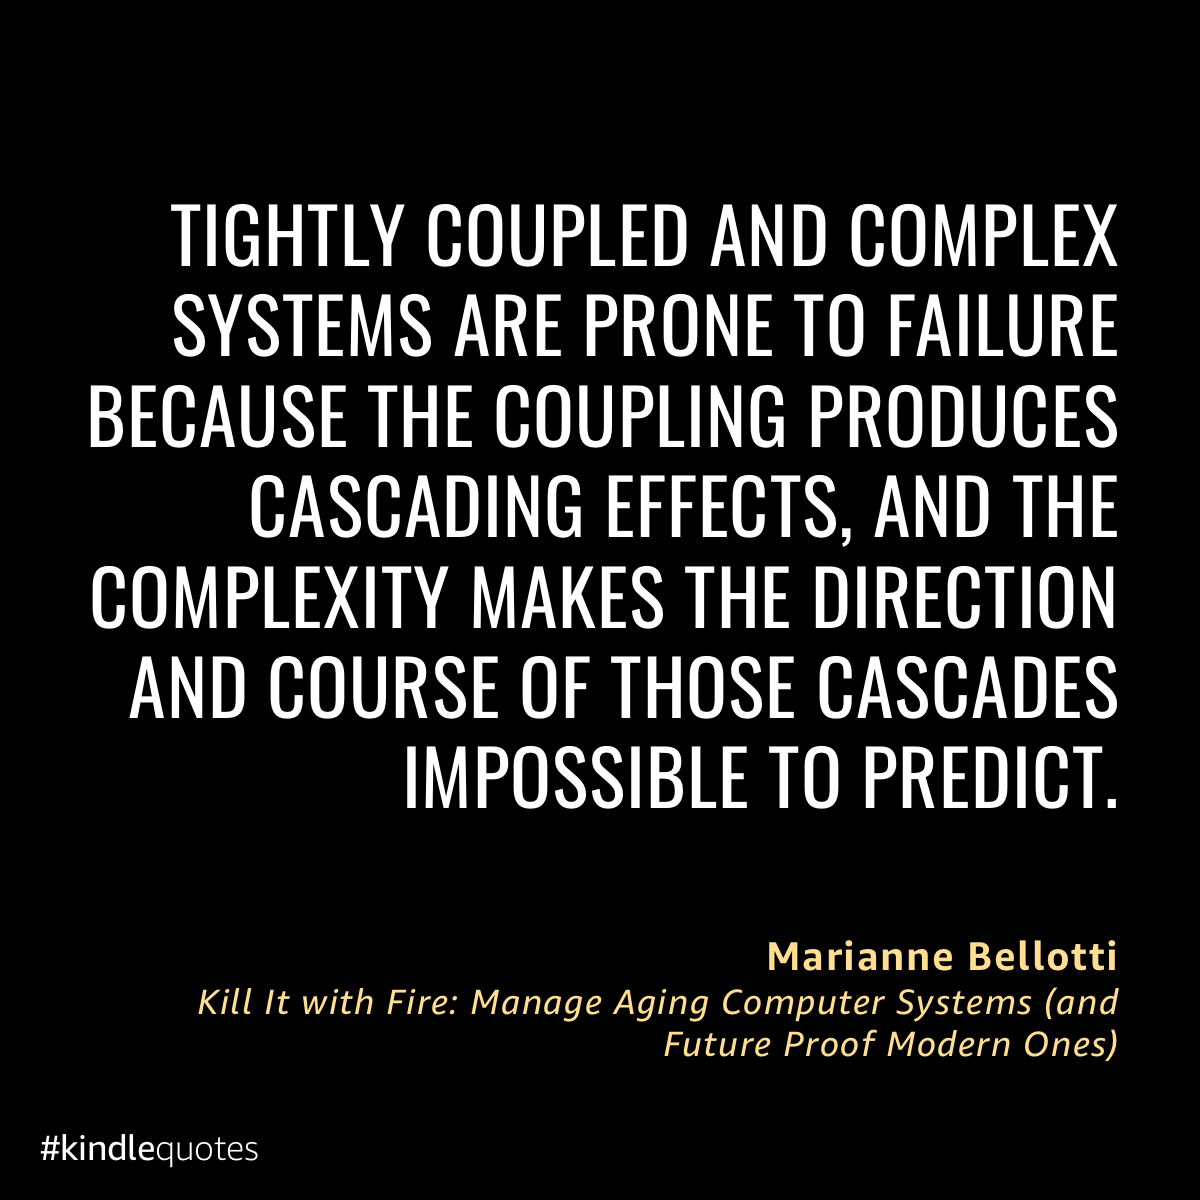 TIGHTLY COUPLED AND COMPLEX
SYSTEMS ARE PRONE TO FAILURE
BECAUSE THE COUPLING PRODUCES
CASCADING EFFECTS, AND THE
COMPLEXITY MAKES THE DIRECTION
AND COURSE OF THOSE CASCADES
IMPOSSIBLE TO PREDICT.
Marianne Bellotti
Kill It with Fire: Manage Aging Computer Systems (and
Future Proof Modern Ones)
#kindlequotes